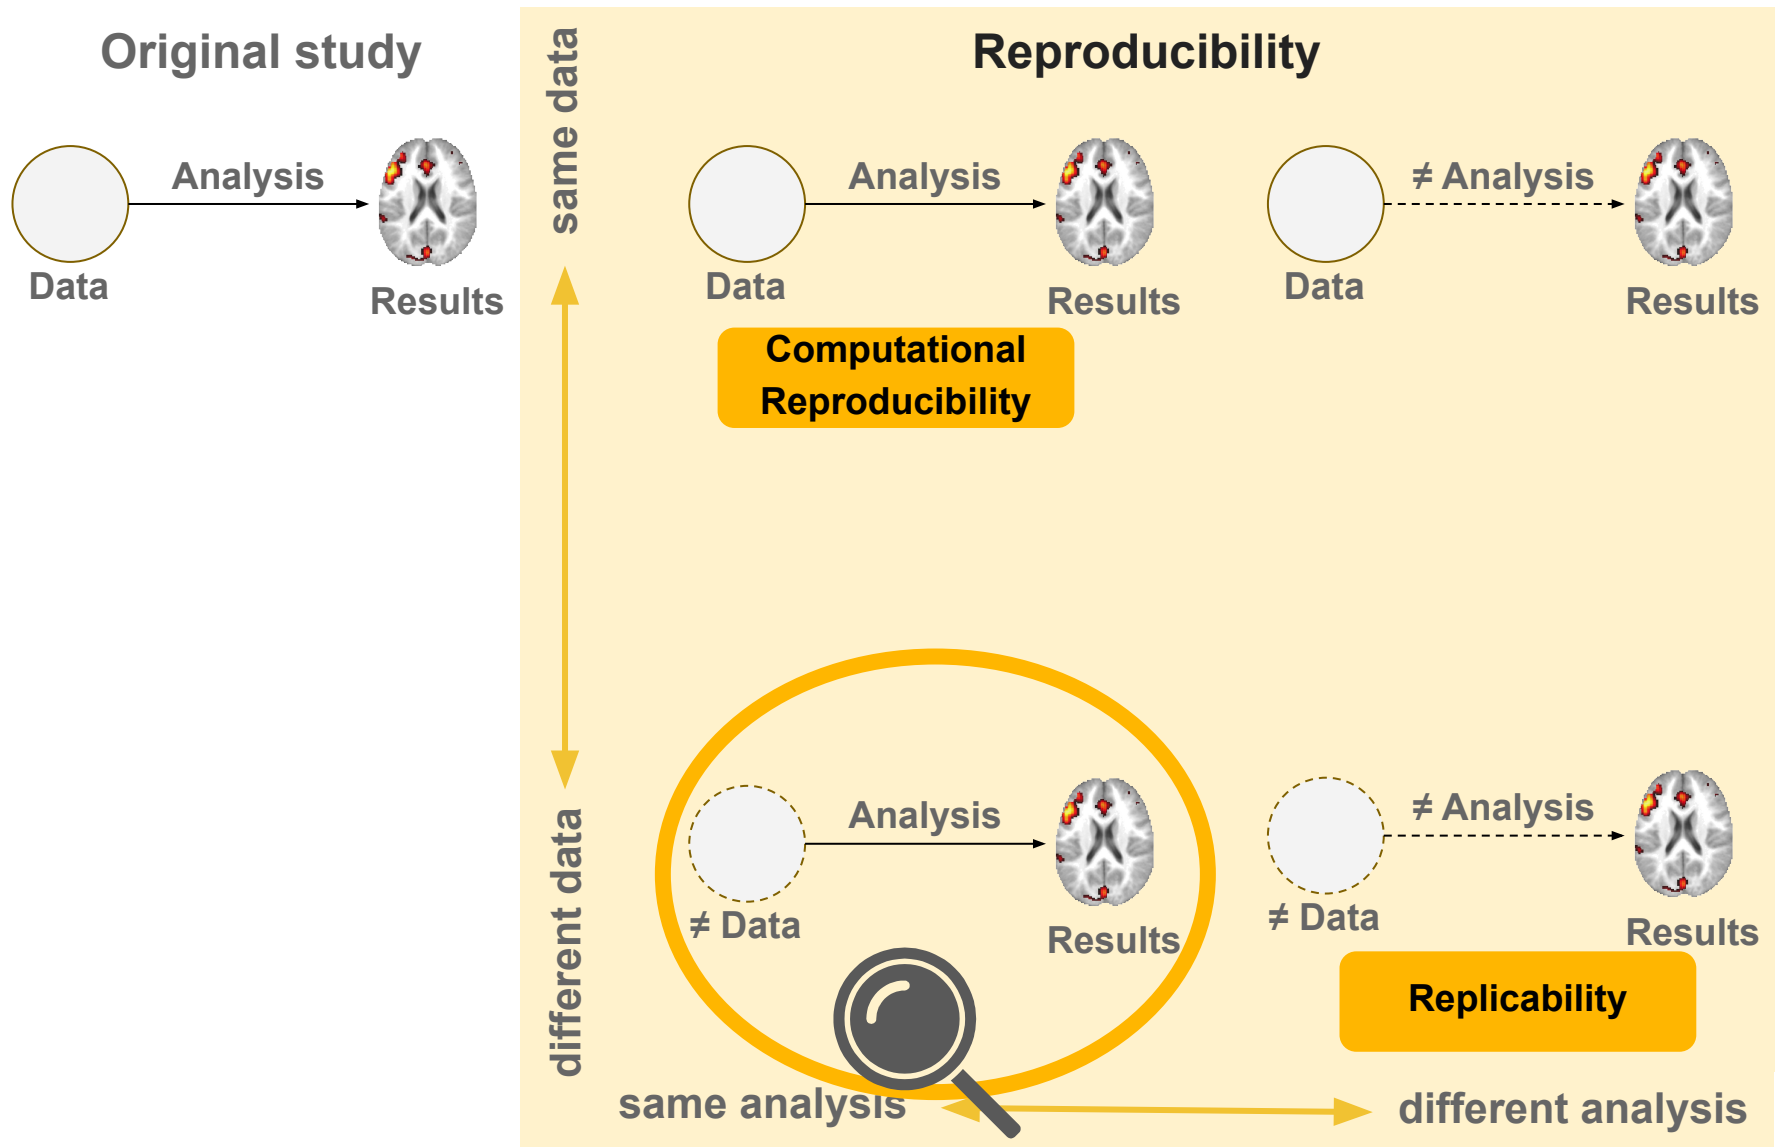 Original study
Reproducibility
same data
Analysis
Data
Results
Analysis
Data
Results
≠ Analysis
Data
Results
Computational
Reproducibility
different data
Analysis
≠ Data
Results
≠ Analysis
≠ Data
Results
Replicability
same analysis
different analysis